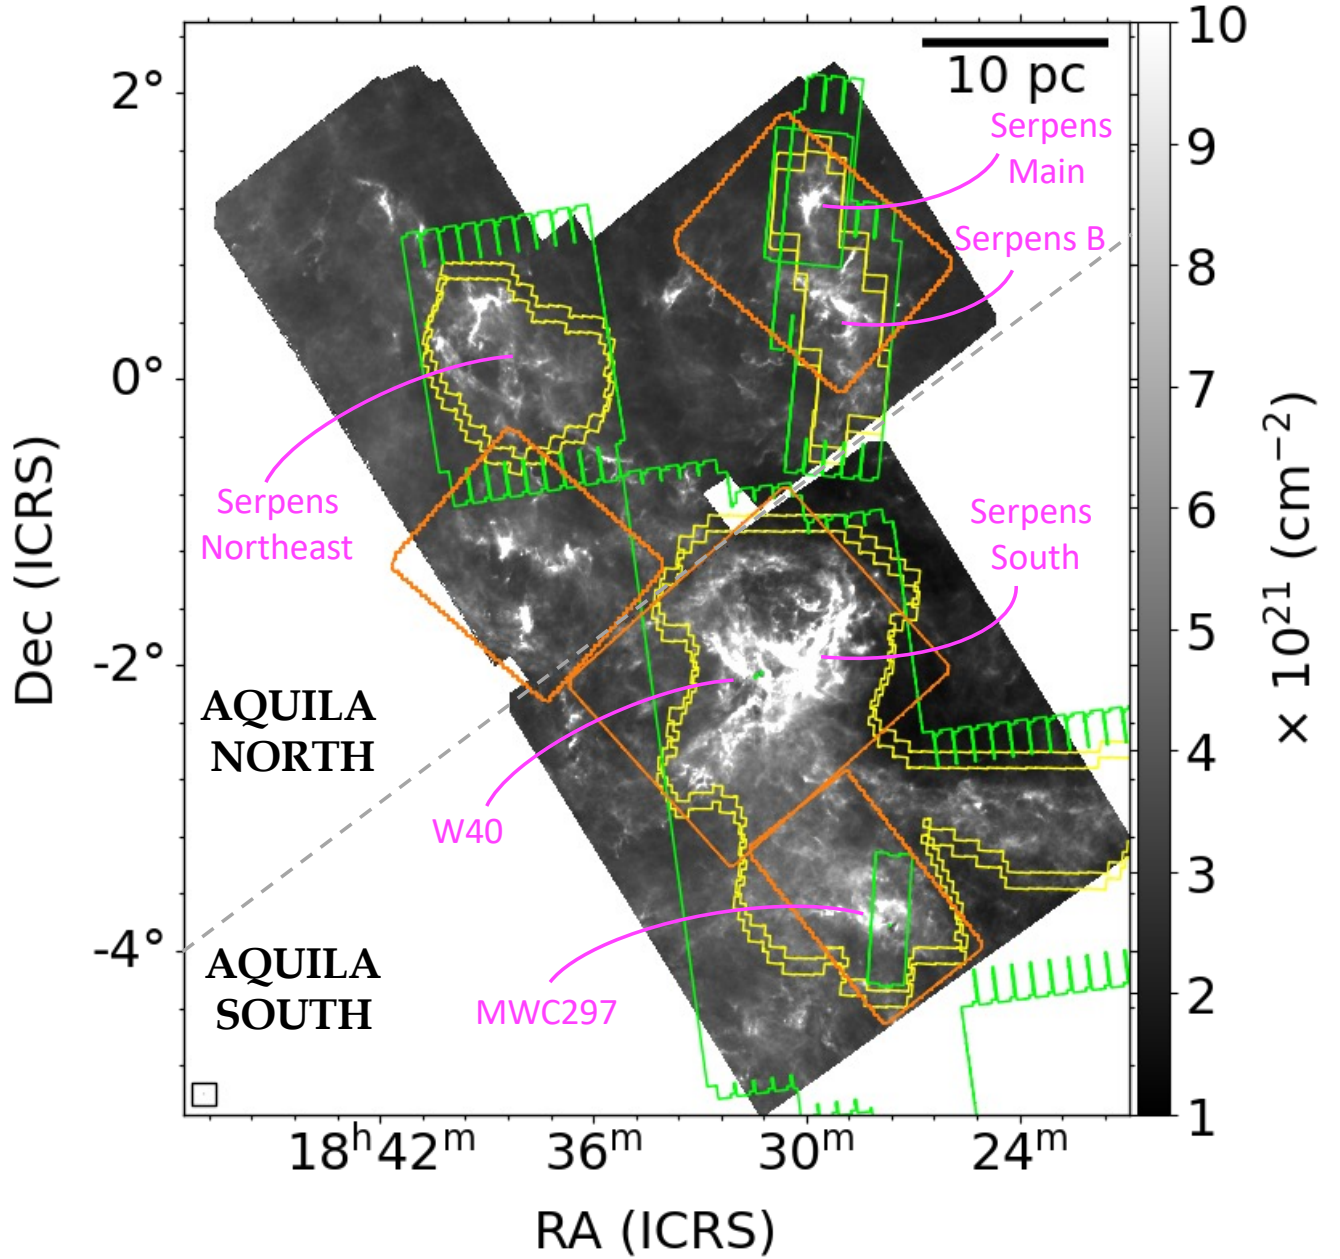 10 pc
Serpens
Main
Serpens B
Serpens
Northeast
Serpens
South
AQUILA
NORTH
W40
AQUILA
SOUTH
MWC297
2°
0°
-2°
-4°
Dec (ICRS)
18ʰ42ᵐ 36ᵐ 30ᵐ 24ᵐ
RA (ICRS)
10
9
8
7
6
5
4
3
2
1
× 10²¹ (cm⁻²)